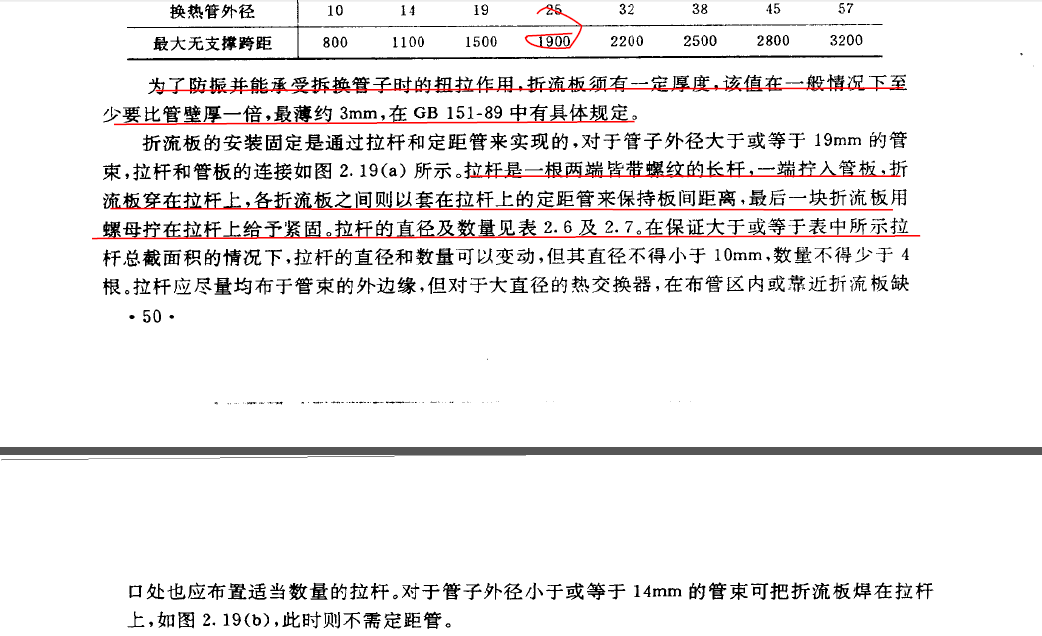 换热管外径 10 14 19 25 32 38 45 57
最大无支撑跨距 800 1100 1500 1900 2200 2500 2800 3200
为了防振并能承受拆换管子时的扭拉作用,折流板须有一定厚度,该值在一般情况下至
少要比管壁厚一倍,最薄约 3mm,在 GB 151-89 中有具体规定。
折流板的安装固定是通过拉杆和定距管来实现的,对于管子外径大于或等于 19mm 的管
束,拉杆和管板的连接如图 2.19(a) 所示。拉杆是一根两端皆带螺纹的长杆,一端拧入管板,折
流板穿在拉杆上,各折流板之间则以套在拉杆上的定距管来保持板间距离,最后一块折流板用
螺母拧在拉杆上给予紧固。拉杆的直径及数量见表 2.6 及 2.7。在保证大于或等于表中所示拉
杆总截面积的情况下,拉杆的直径和数量可以变动,但其直径不得小于 10mm,数量不得少于 4
根。拉杆应尽量均布于管束的外边缘,但对于大直径的热交换器,在布管区内或靠近折流板缺
• 50 •
口处也应布置适当数量的拉杆。对于管子外径小于或等于 14mm 的管束可把折流板焊在拉杆
上,如图 2.19(b),此时则不需定距管。